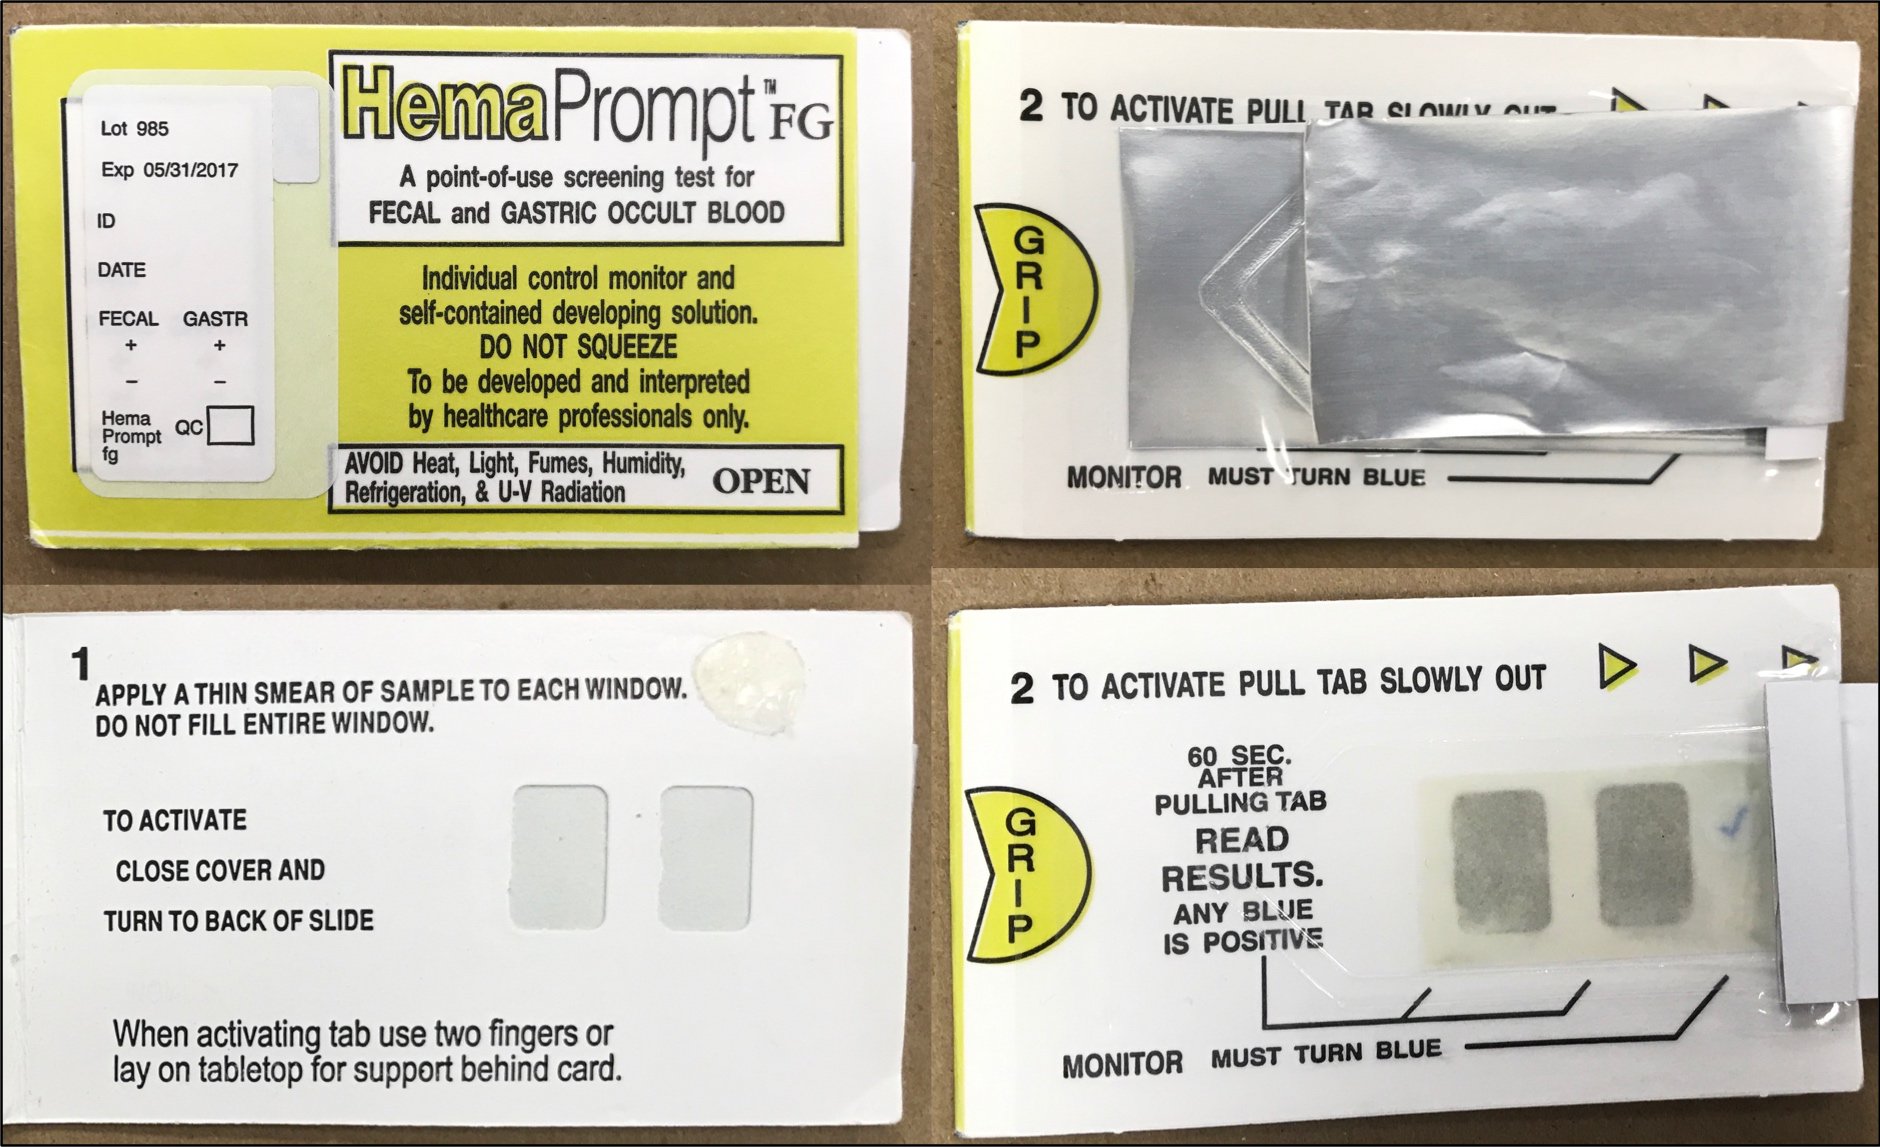 Lot 985
Exp 05/31/2017
ID
DATE
FECAL GASTR
+ +
– –
Hema
Prompt
fg
QC
HemaPrompt™ FG
A point-of-use screening test for
FECAL and GASTRIC OCCULT BLOOD
Individual control monitor and
self-contained developing solution.
DO NOT SQUEEZE
To be developed and interpreted
by healthcare professionals only.
AVOID Heat, Light, Fumes, Humidity,
Refrigeration, & U-V Radiation
OPEN
2 TO ACTIVATE PULL TAB SLOWLY OUT
GRIP
MONITOR MUST TURN BLUE
1
APPLY A THIN SMEAR OF SAMPLE TO EACH WINDOW.
DO NOT FILL ENTIRE WINDOW.
TO ACTIVATE
CLOSE COVER AND
TURN TO BACK OF SLIDE
When activating tab use two fingers or
lay on tabletop for support behind card.
2 TO ACTIVATE PULL TAB SLOWLY OUT
GRIP
60 SEC.
AFTER
PULLING TAB
READ
RESULTS.
ANY BLUE
IS POSITIVE
MONITOR MUST TURN BLUE